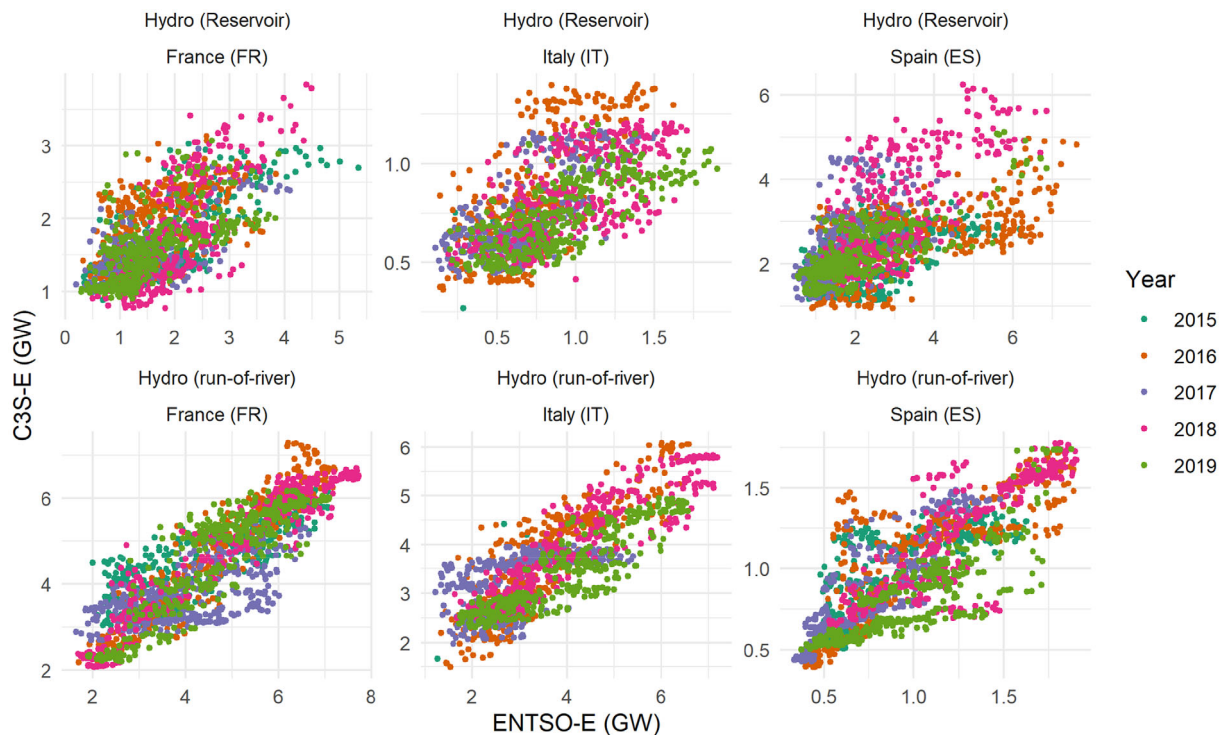 Hydro (Reservoir) Hydro (Reservoir) Hydro (Reservoir)
France (FR) Italy (IT) Spain (ES)
3
2
1
0 1 2 3 4 5
1.0
0.5
0.5 1.0 1.5
6
4
2
2 4 6
C3S-E (GW)
Hydro (run-of-river) Hydro (run-of-river) Hydro (run-of-river)
France (FR) Italy (IT) Spain (ES)
6
4
2
2 4 6 8
6
5
4
3
2
2 4 6
1.5
1.0
0.5
0.5 1.0 1.5
ENTSO-E (GW)
Year
2015
2016
2017
2018
2019